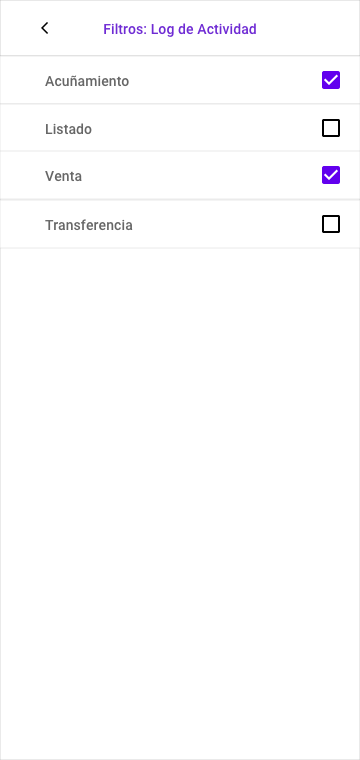 Filtros: Log de Actividad
Acuñamiento
Listado
Venta
Transferencia